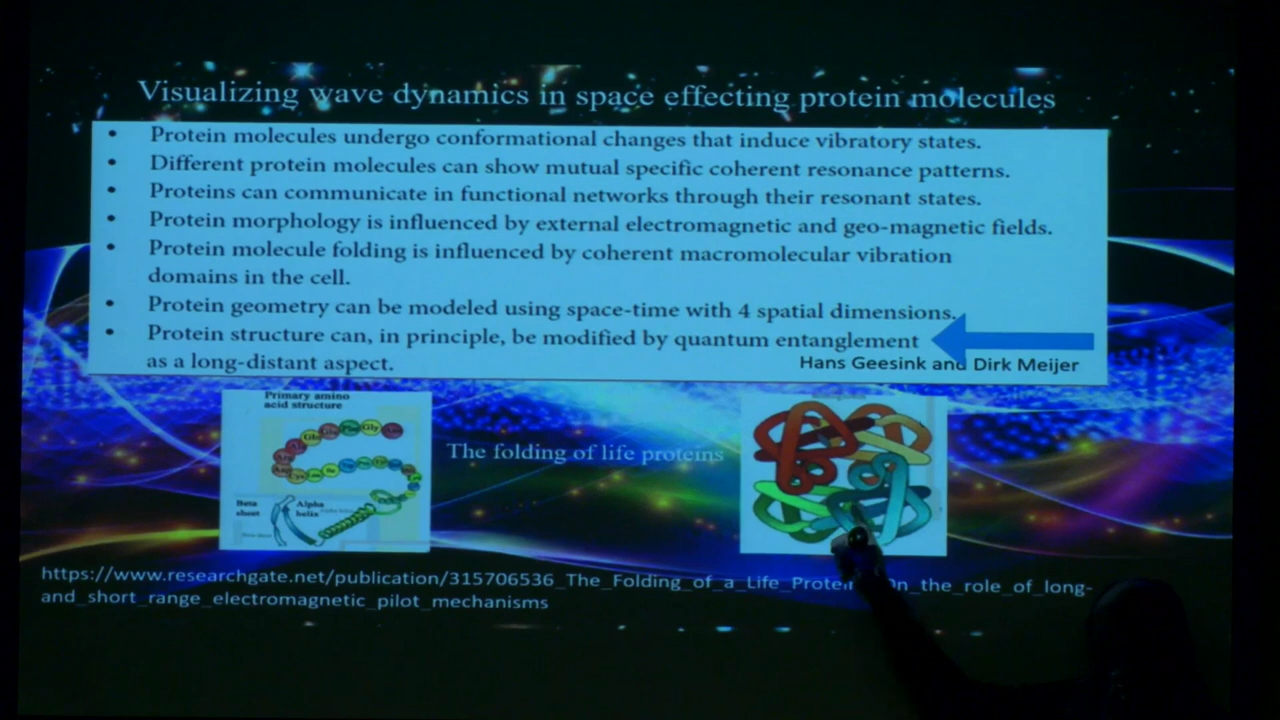 Visualizing wave dynamics in space effecting protein molecules
• Protein molecules undergo conformational changes that induce vibratory states.
• Different protein molecules can show mutual specific coherent resonance patterns.
• Proteins can communicate in functional networks through their resonant states.
• Protein morphology is influenced by external electromagnetic and geo-magnetic fields.
• Protein molecule folding is influenced by coherent macromolecular vibration
domains in the cell.
• Protein geometry can be modeled using space-time with 4 spatial dimensions.
• Protein structure can, in principle, be modified by quantum entanglement
as a long-distant aspect.
Hans Geesink and Dirk Meijer
Primary amino
acid structure
Phe Gly
Beta
sheet
Alpha
helix
The folding of life proteins
https://www.researchgate.net/publication/315706536_The_Folding_of_a_Life_Protein n_the_role_of_long-
and_short_range_electromagnetic_pilot_mechanisms